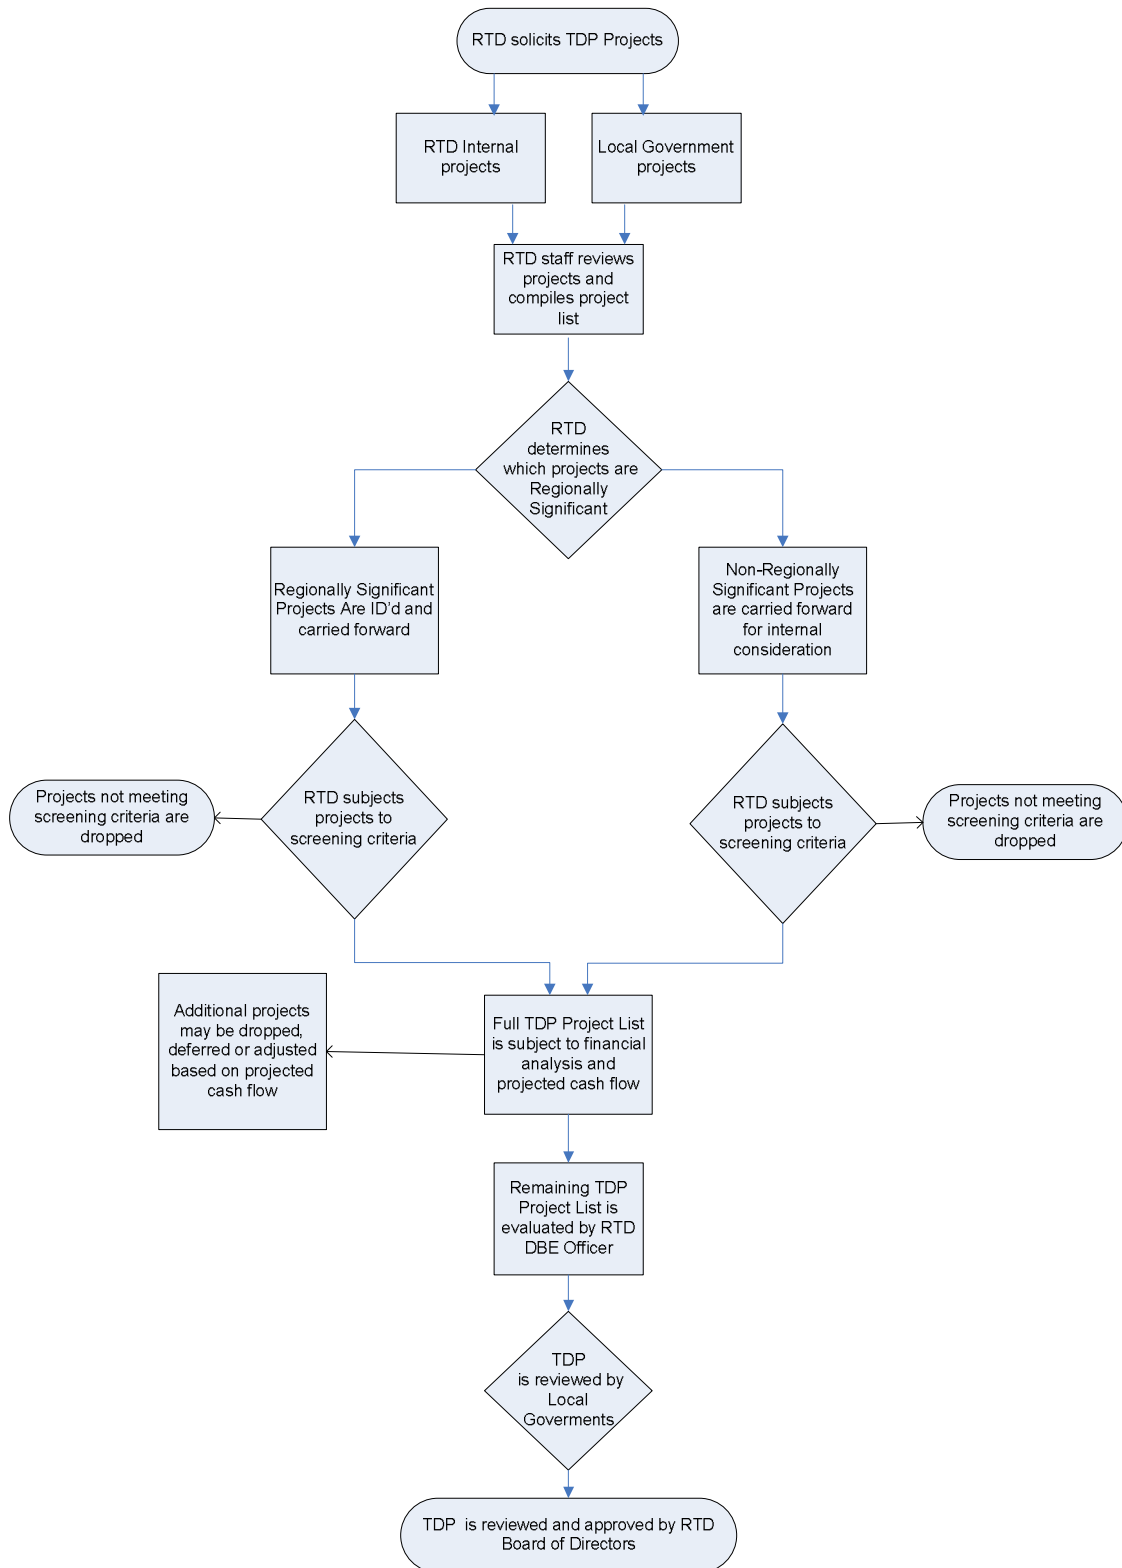 RTD solicits TDP Projects
RTD Internal
projects
Local Government
projects
RTD staff reviews
projects and
compiles project
list
RTD
determines
which projects are
Regionally
Significant
Regionally Significant
Projects Are ID'd and
carried forward
Non-Regionally
Significant Projects
are carried forward
for internal
consideration
Projects not meeting
screening criteria are
dropped
RTD subjects
projects to
screening criteria
RTD subjects
projects to
screening criteria
Projects not meeting
screening criteria are
dropped
Additional projects
may be dropped,
deferred or adjusted
based on projected
cash flow
Full TDP Project List
is subject to financial
analysis and
projected cash flow
Remaining TDP
Project List is
evaluated by RTD
DBE Officer
TDP
is reviewed by
Local
Goverments
TDP is reviewed and approved by RTD
Board of Directors